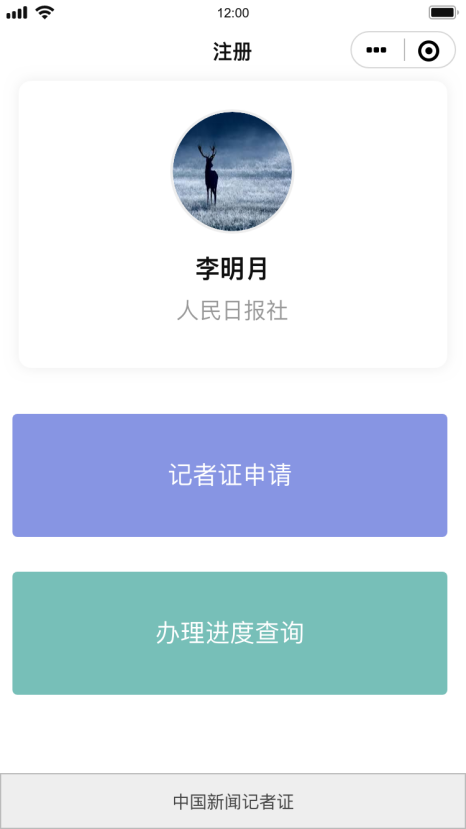 12:00
注册
李明月
人民日报社
记者证申请
办理进度查询
中国新闻记者证